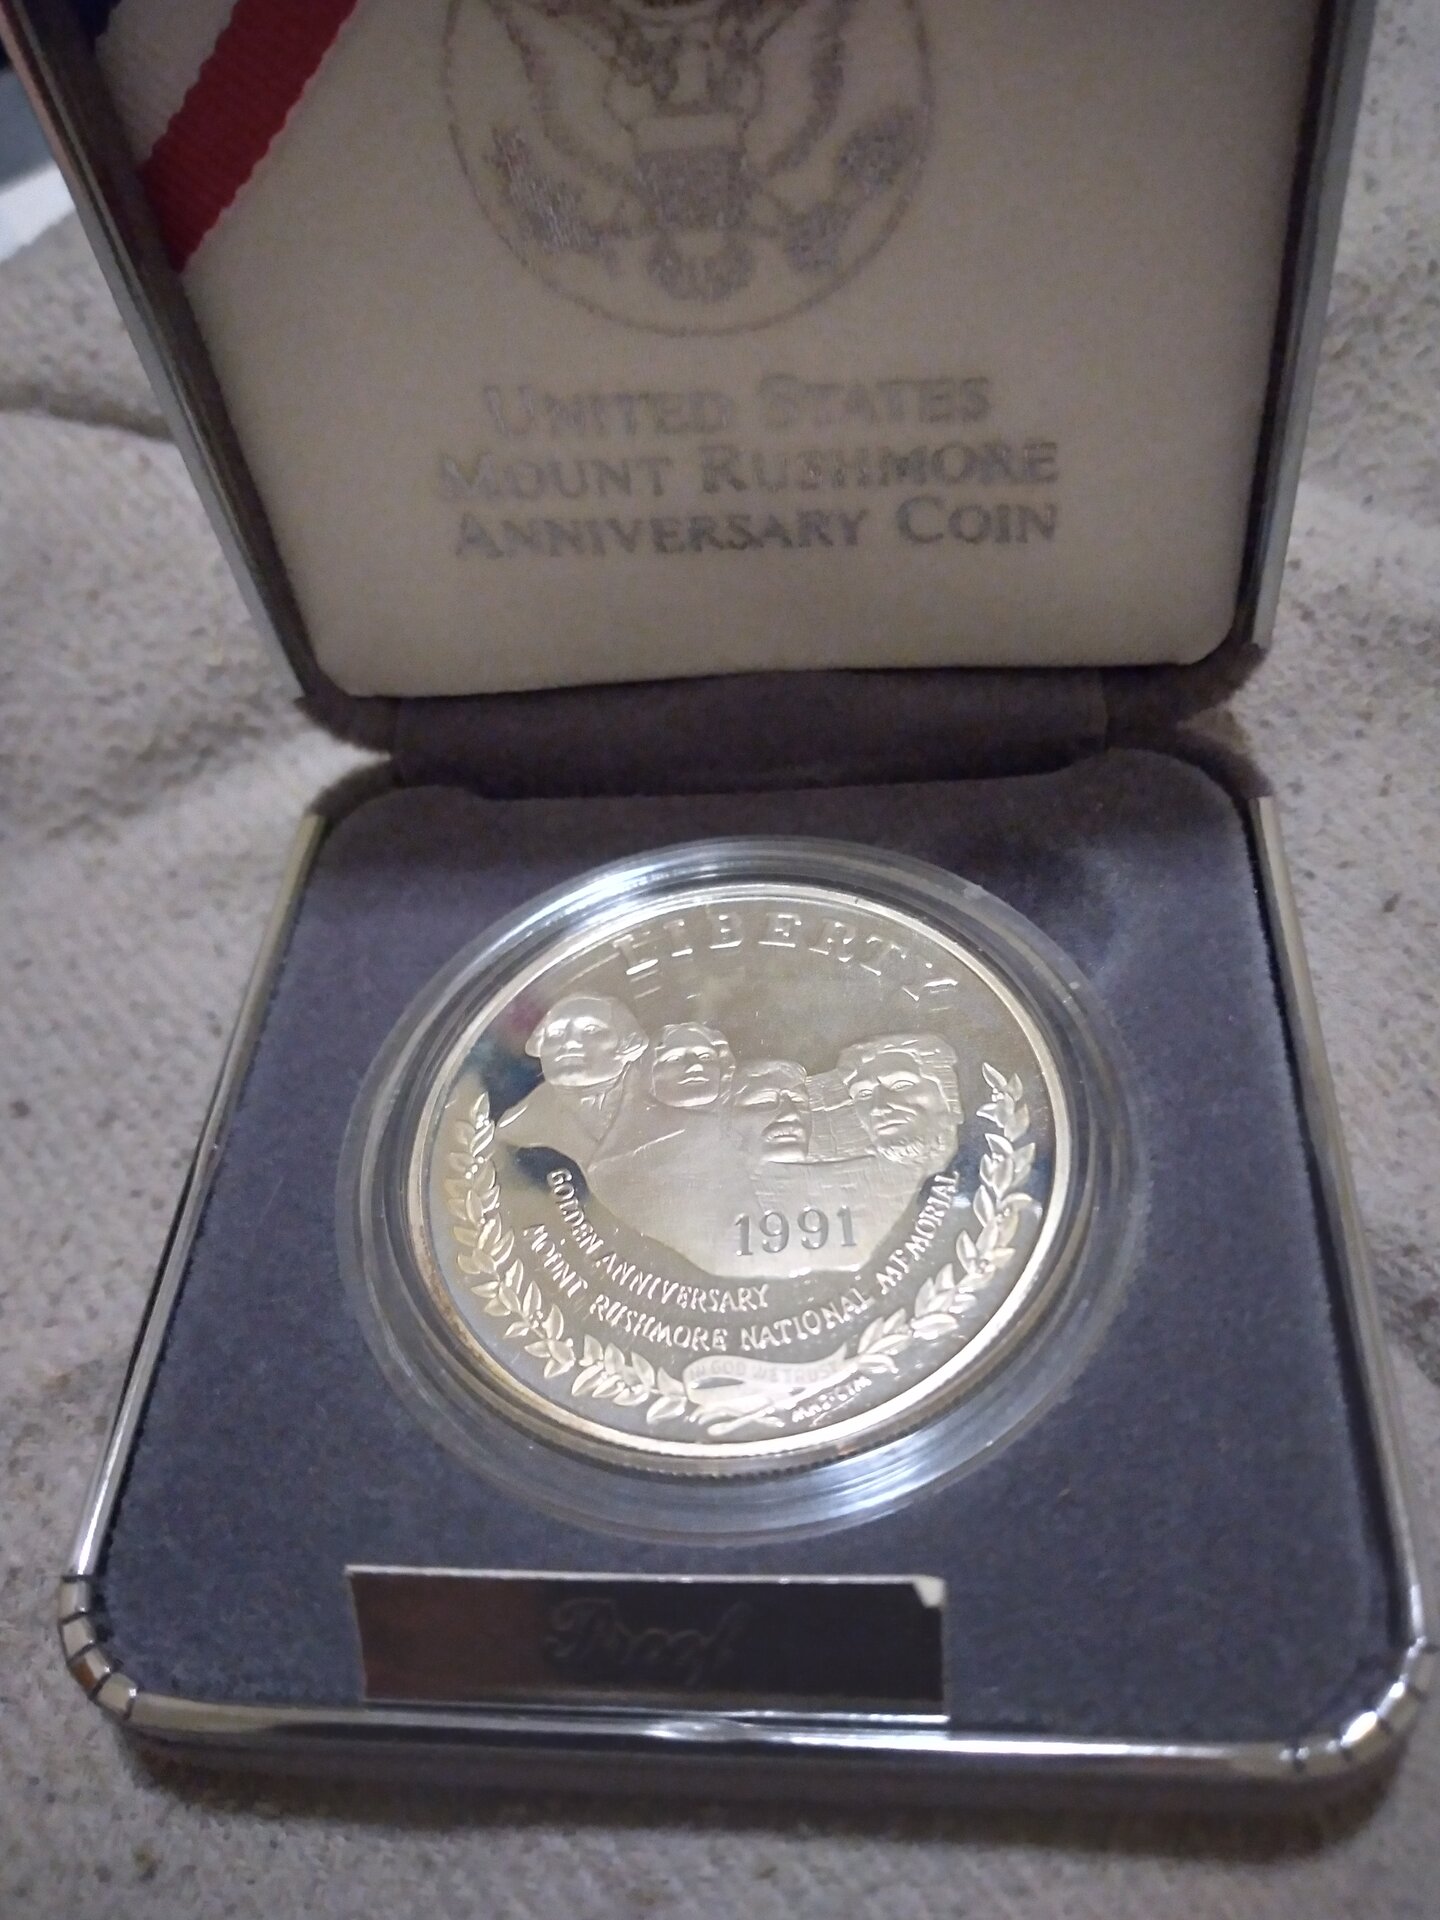 UNITED STATES
MOUNT RUSHMORE
ANNIVERSARY COIN
LIBERTY
1991
GOLDEN ANNIVERSARY
MOUNT RUSHMORE NATIONAL MEMORIAL
IN GOD WE TRUST
Proof